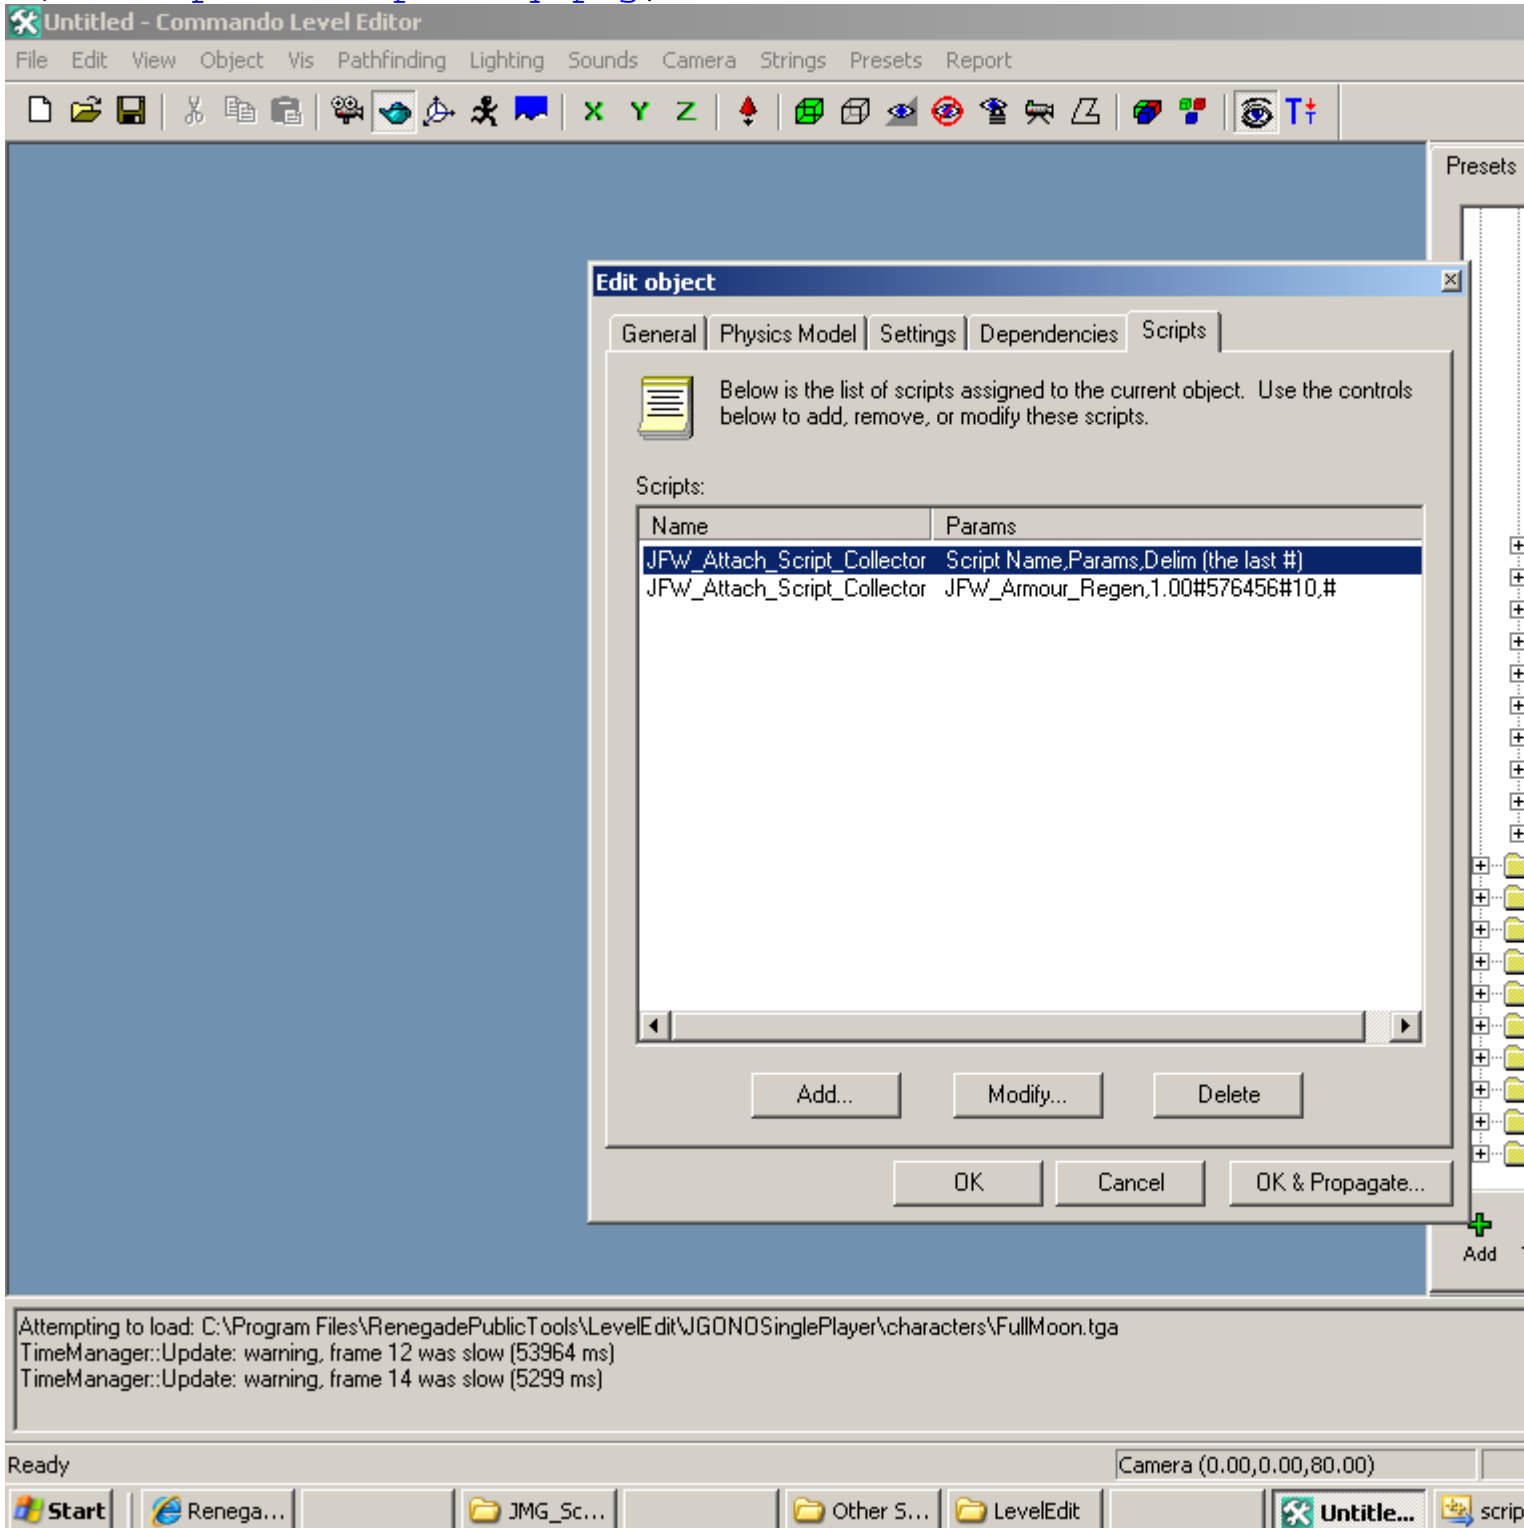 Untitled - Commando Level Editor
File Edit View Object Vis Pathfinding Lighting Sounds Camera Strings Presets Report
X Y Z T
Presets
Edit object
General Physics Model Settings Dependencies Scripts
Below is the list of scripts assigned to the current object. Use the controls
below to add, remove, or modify these scripts.
Scripts:
Name Params
JFW_Attach_Script_Collector Script Name,Params,Delim (the last #)
JFW_Attach_Script_Collector JFW_Armour_Regen,1.00#576456#10,#
Add... Modify... Delete
OK Cancel OK & Propagate...
Add
Attempting to load: C:\Program Files\RenegadePublicTools\LevelEdit\JGONOSinglePlayer\characters\FullMoon.tga
TimeManager::Update: warning, frame 12 was slow (53964 ms)
TimeManager::Update: warning, frame 14 was slow (5299 ms)
Ready Camera (0.00,0.00,80.00)
Start Renega... JMG_Sc... Other S... LevelEdit Untitle... scrip